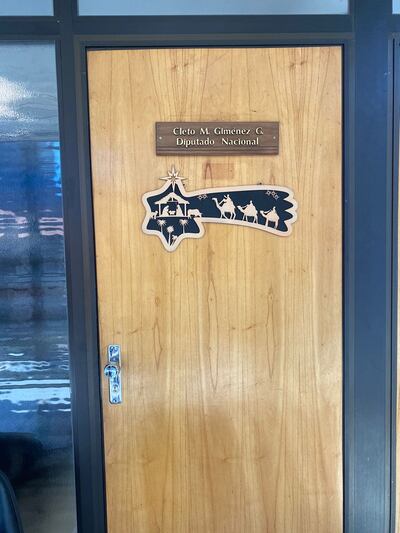 Cleto M. Giménez C.
Diputado Nacional